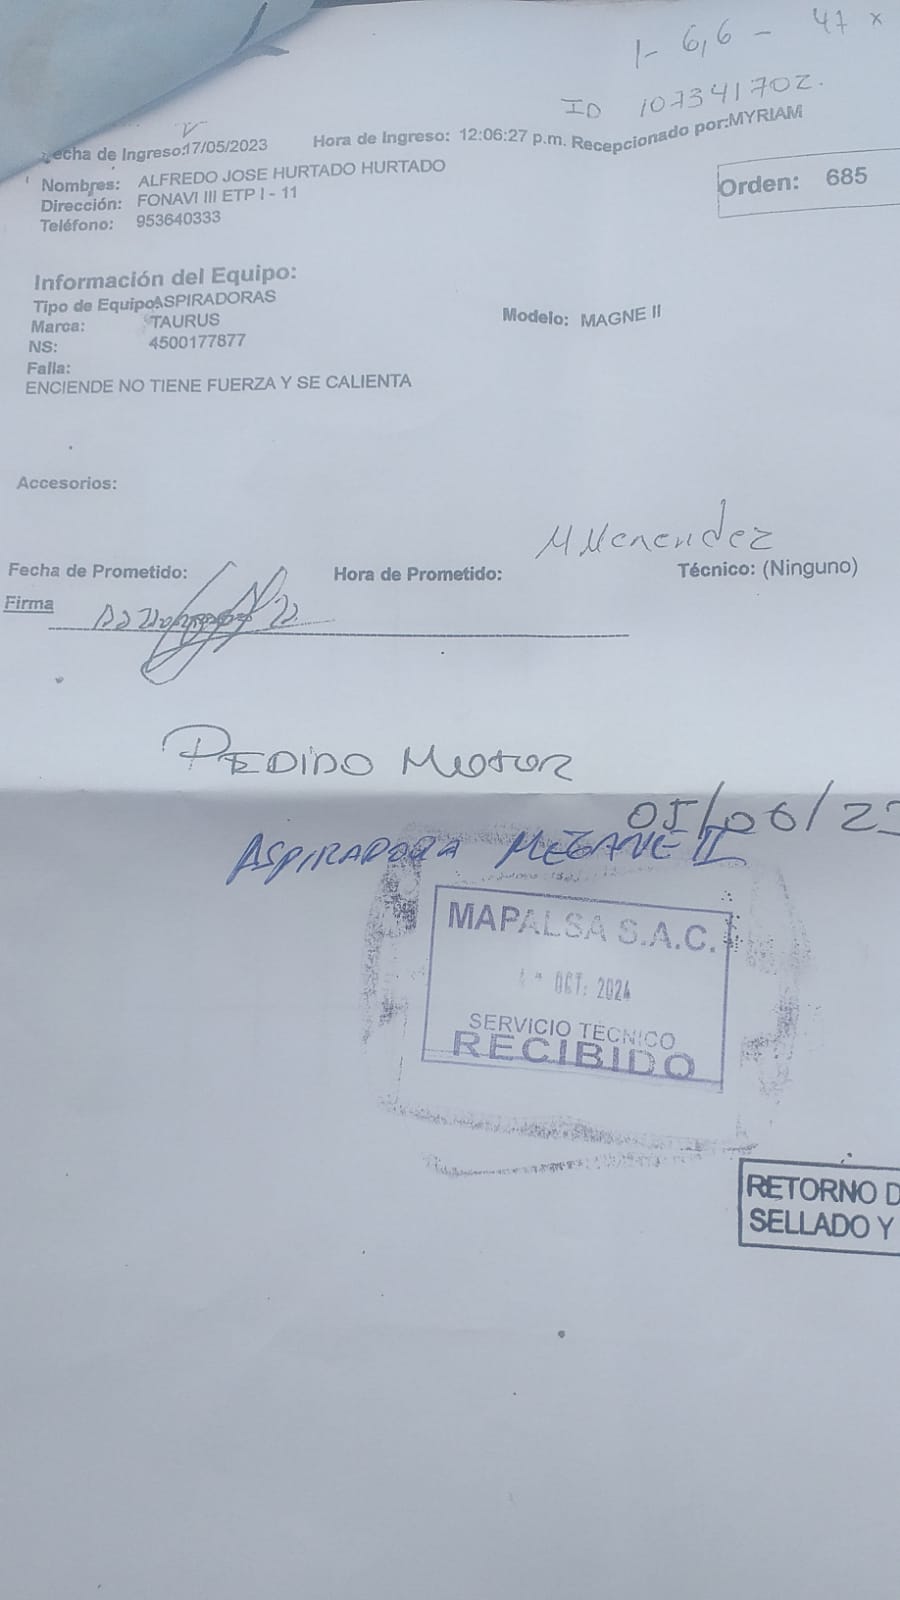 1- 6,6 - 47 x
ID 107341702.
Fecha de Ingreso:17/05/2023 Hora de Ingreso: 12:06:27 p.m. Recepcionado por:MYRIAM
Nombres: ALFREDO JOSE HURTADO HURTADO
Dirección: FONAVI III ETP I - 11
Teléfono: 953640333
Orden: 685
Información del Equipo:
Tipo de Equipo:ASPIRADORAS
Marca: TAURUS
Modelo: MAGNE II
NS: 4500177877
Falla:
ENCIENDE NO TIENE FUERZA Y SE CALIENTA
Accesorios:
M Menendez
Fecha de Prometido: Hora de Prometido: Técnico: (Ninguno)
Firma
PEDIDO MOTOR
05/06/23
ASPIRADORA MEGANE II
MAPALSA S.A.C.
OCT. 2024
SERVICIO TECNICO
RECIBIDO
RETORNO D
SELLADO Y